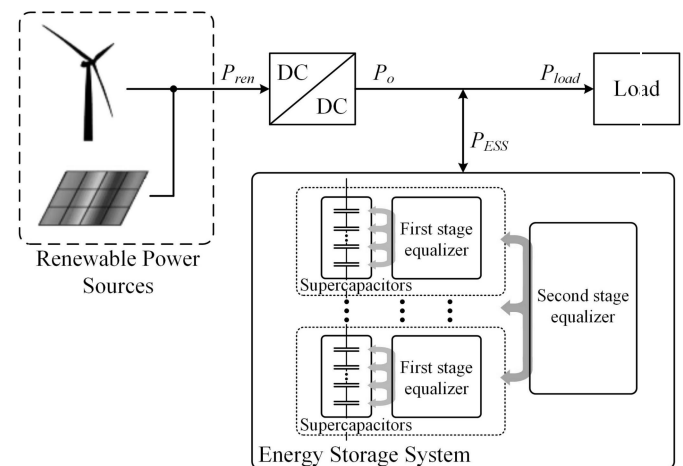 P_ren
DC
DC
P_o
P_load
Load
P_ESS
Renewable Power
Sources
First stage
equalizer
Supercapacitors
Second stage
equalizer
First stage
equalizer
Supercapacitors
Energy Storage System